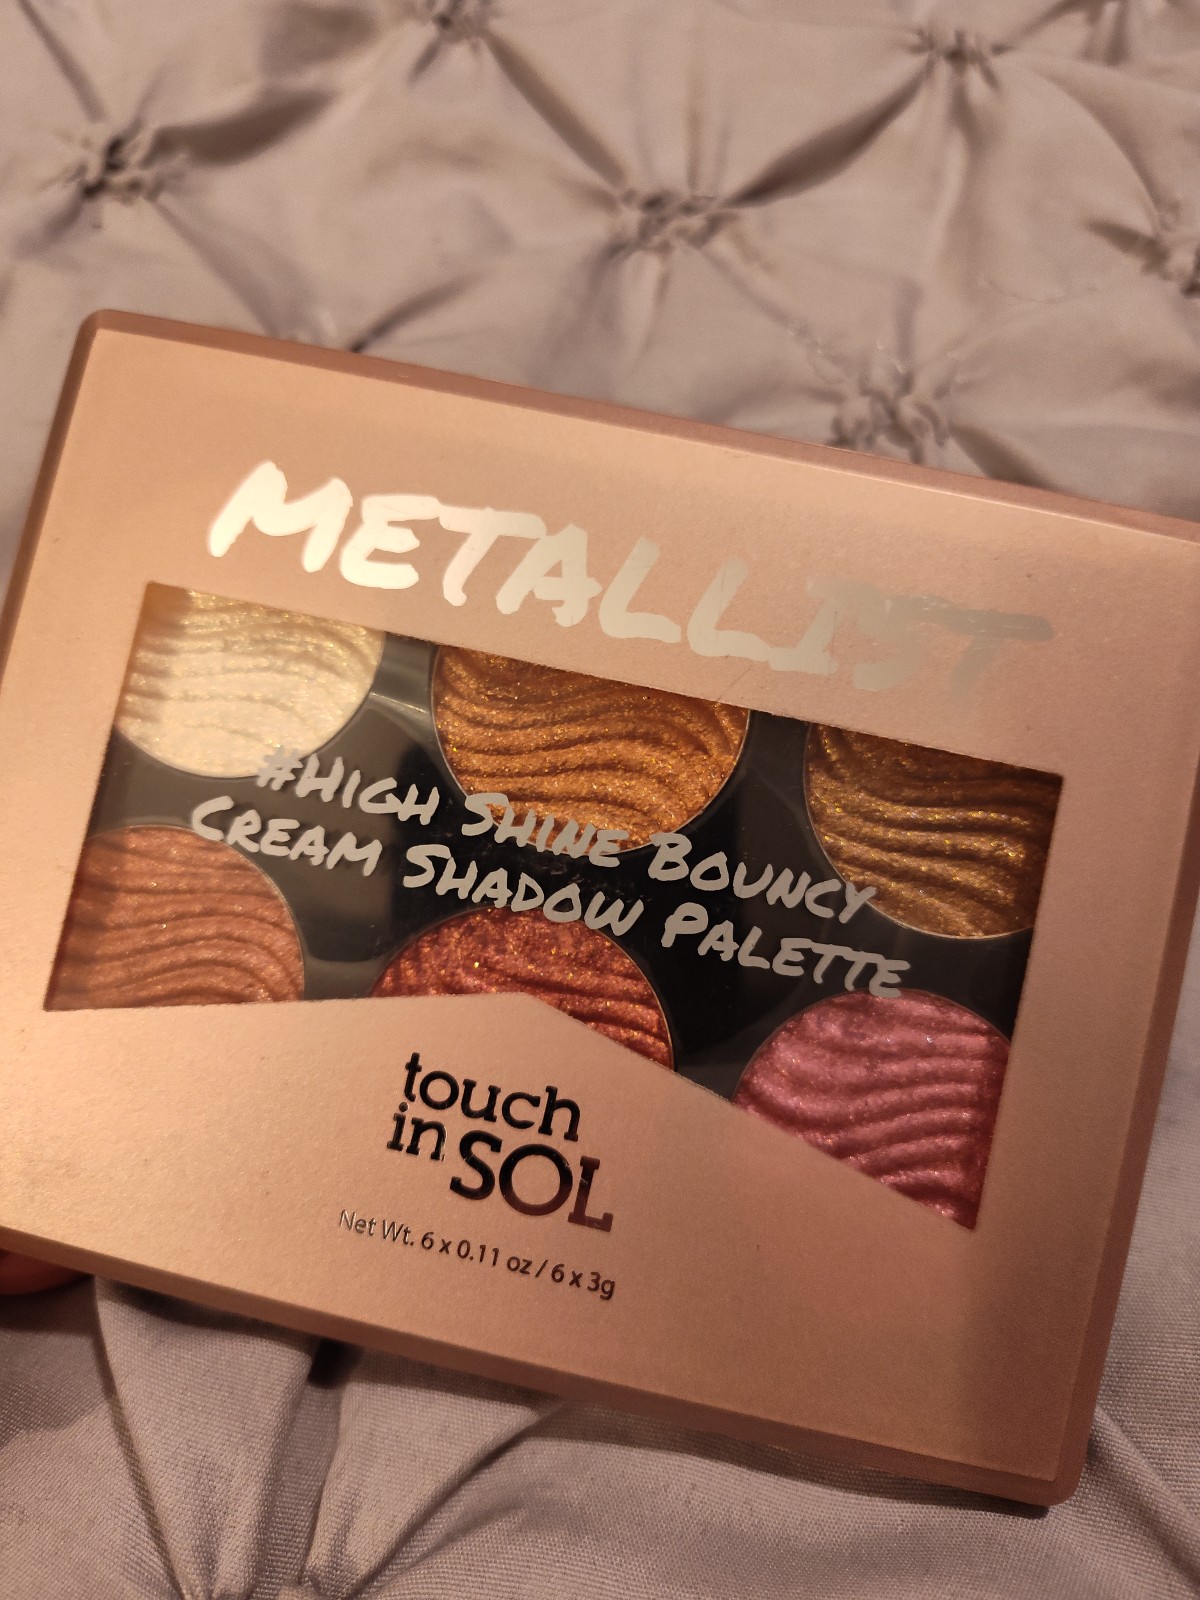 METALLIST
#HIGH SHINE BOUNCY
CREAM SHADOW PALETTE
touch
in SOL
Net Wt. 6 x 0.11 oz / 6 x 3g